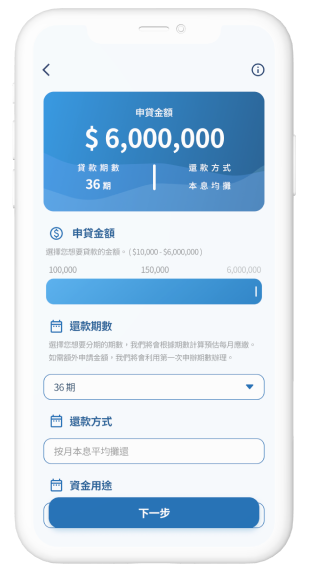 申貸金額
$ 6,000,000
貸款期數 還款方式
36 期 本息均攤
申貸金額
選擇您想要貸款的金額。($10,000 - $6,000,000)
100,000 150,000 6,000,000
還款期數
選擇您想要分期的期數，我們將會根據期數計算預估每月應繳。
如需額外申請金額，我們將會利用第一次申辦期數辦理。
36 期
還款方式
按月本息平均攤還
資金用途
下一步